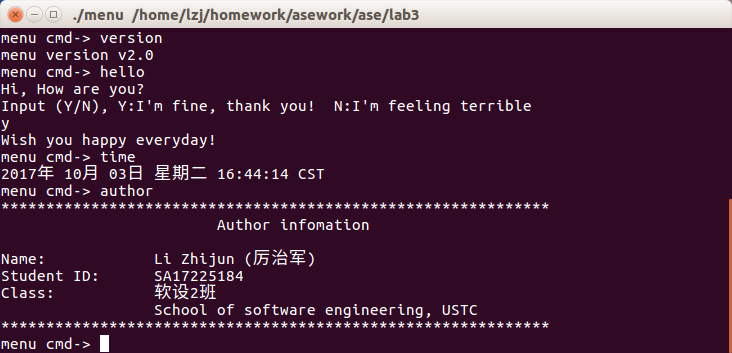 ./menu /home/lzj/homework/asework/ase/lab3
menu cmd-> version
menu version v2.0
menu cmd-> hello
Hi, How are you?
Input (Y/N), Y:I'm fine, thank you!  N:I'm feeling terrible
y
Wish you happy everyday!
menu cmd-> time
2017年 10月 03日 星期二 16:44:14 CST
menu cmd-> author
*************************************************************
Author infomation
Name: Li Zhijun (厉治军)
Student ID: SA17225184
Class: 软设2班
School of software engineering, USTC
*************************************************************
menu cmd->